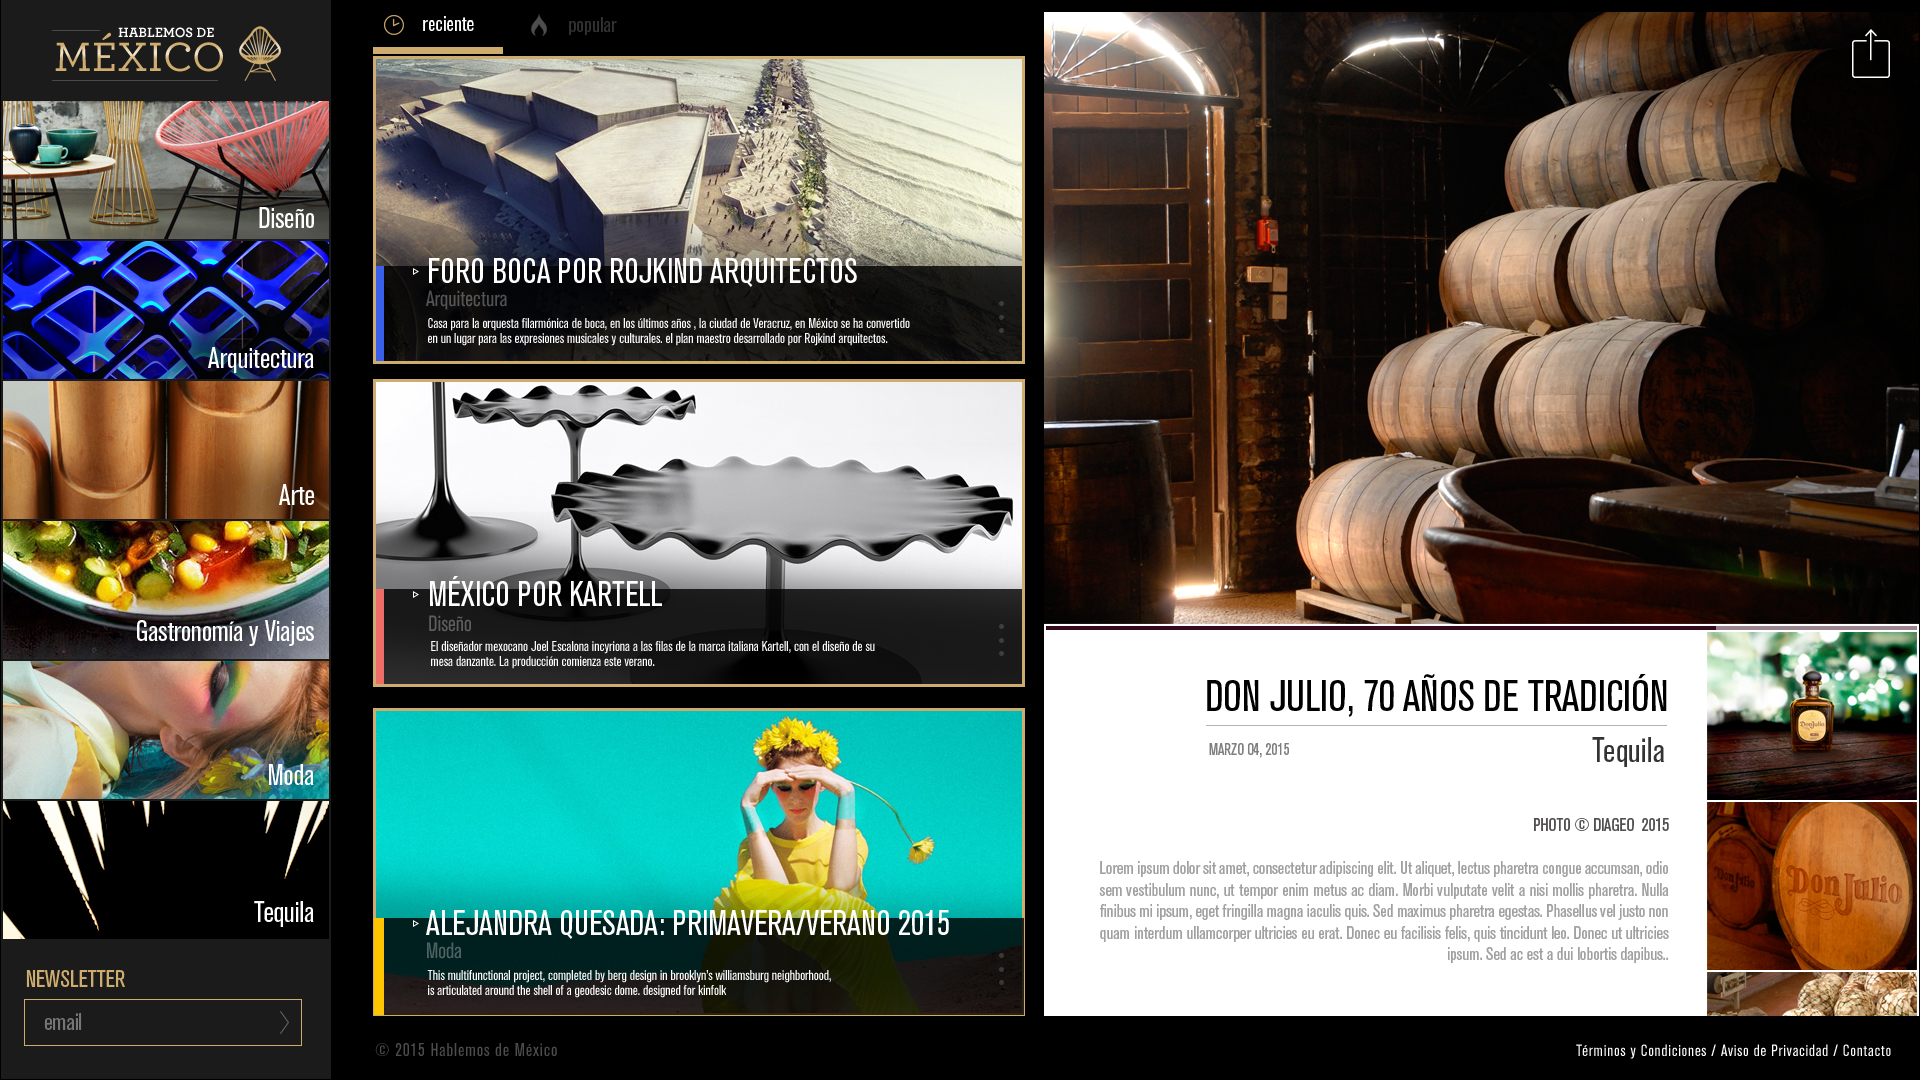 HABLEMOS DE
MÉXICO
Diseño
Arquitectura
Arte
Gastronomía y Viajes
Moda
Tequila
NEWSLETTER
email
reciente
popular
FORO BOCA POR ROJKIND ARQUITECTOS
Arquitectura
Casa para la orquesta filarmónica de boca, en los últimos años , la ciudad de Veracruz, en México se ha convertido
en un lugar para las expresiones musicales y culturales. el plan maestro desarrollado por Rojkind arquitectos.
MÉXICO POR KARTELL
Diseño
El diseñador mexocano Joel Escalona incyriona a las filas de la marca italiana Kartell, con el diseño de su
mesa danzante. La producción comienza este verano.
ALEJANDRA QUESADA: PRIMAVERA/VERANO 2015
Moda
This multifunctional project, completed by berg design in brooklyn's williamsburg neighborhood,
is articulated around the shell of a geodesic dome. designed for kinfolk
DON JULIO, 70 AÑOS DE TRADICIÓN
MARZO 04, 2015
Tequila
PHOTO © DIAGEO 2015
Lorem ipsum dolor sit amet, consectetur adipiscing elit. Ut aliquet, lectus pharetra congue accumsan, odio
sem vestibulum nunc, ut tempor enim metus ac diam. Morbi vulputate velit a nisi mollis pharetra. Nulla
finibus mi ipsum, eget fringilla magna iaculis quis. Sed maximus pharetra egestas. Phasellus vel justo non
quam interdum ullamcorper ultricies eu erat. Donec eu facilisis felis, quis tincidunt leo. Donec ut ultricies
ipsum. Sed ac est a dui lobortis dapibus..
Don Julio
Don Julio
Don Julio
© 2015 Hablemos de México
Términos y Condiciones / Aviso de Privacidad / Contacto